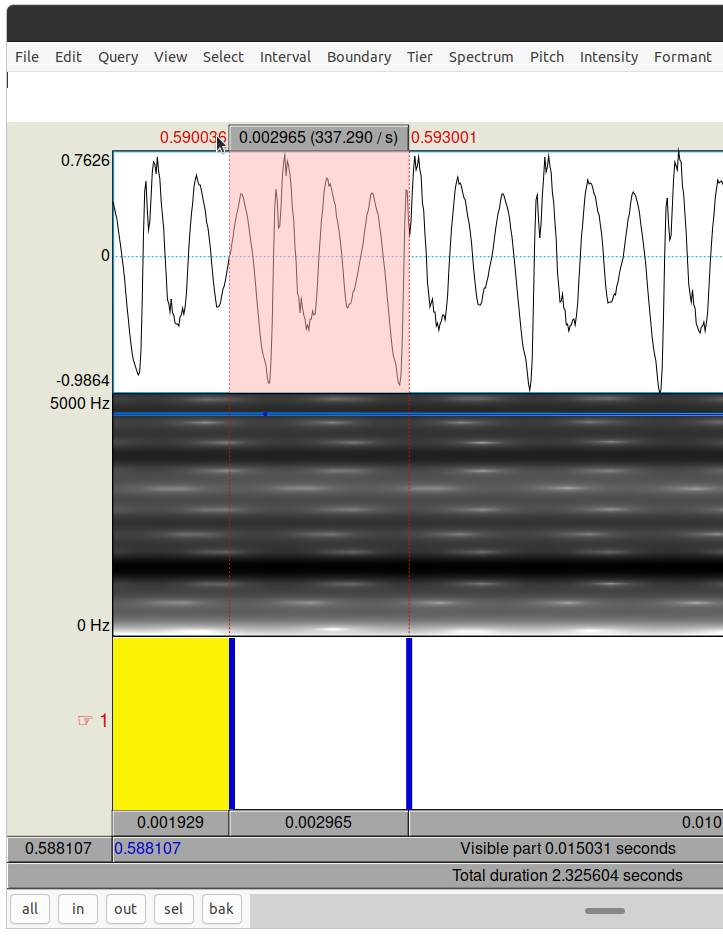 File Edit Query View Select Interval Boundary Tier Spectrum Pitch Intensity Formant
0.590036 0.002965 (337.290 / s) 0.593001
0.7626
0
-0.9864
5000 Hz
0 Hz
☞ 1
0.001929 0.002965 0.010
0.588107 0.588107 Visible part 0.015031 seconds
Total duration 2.325604 seconds
all in out sel bak